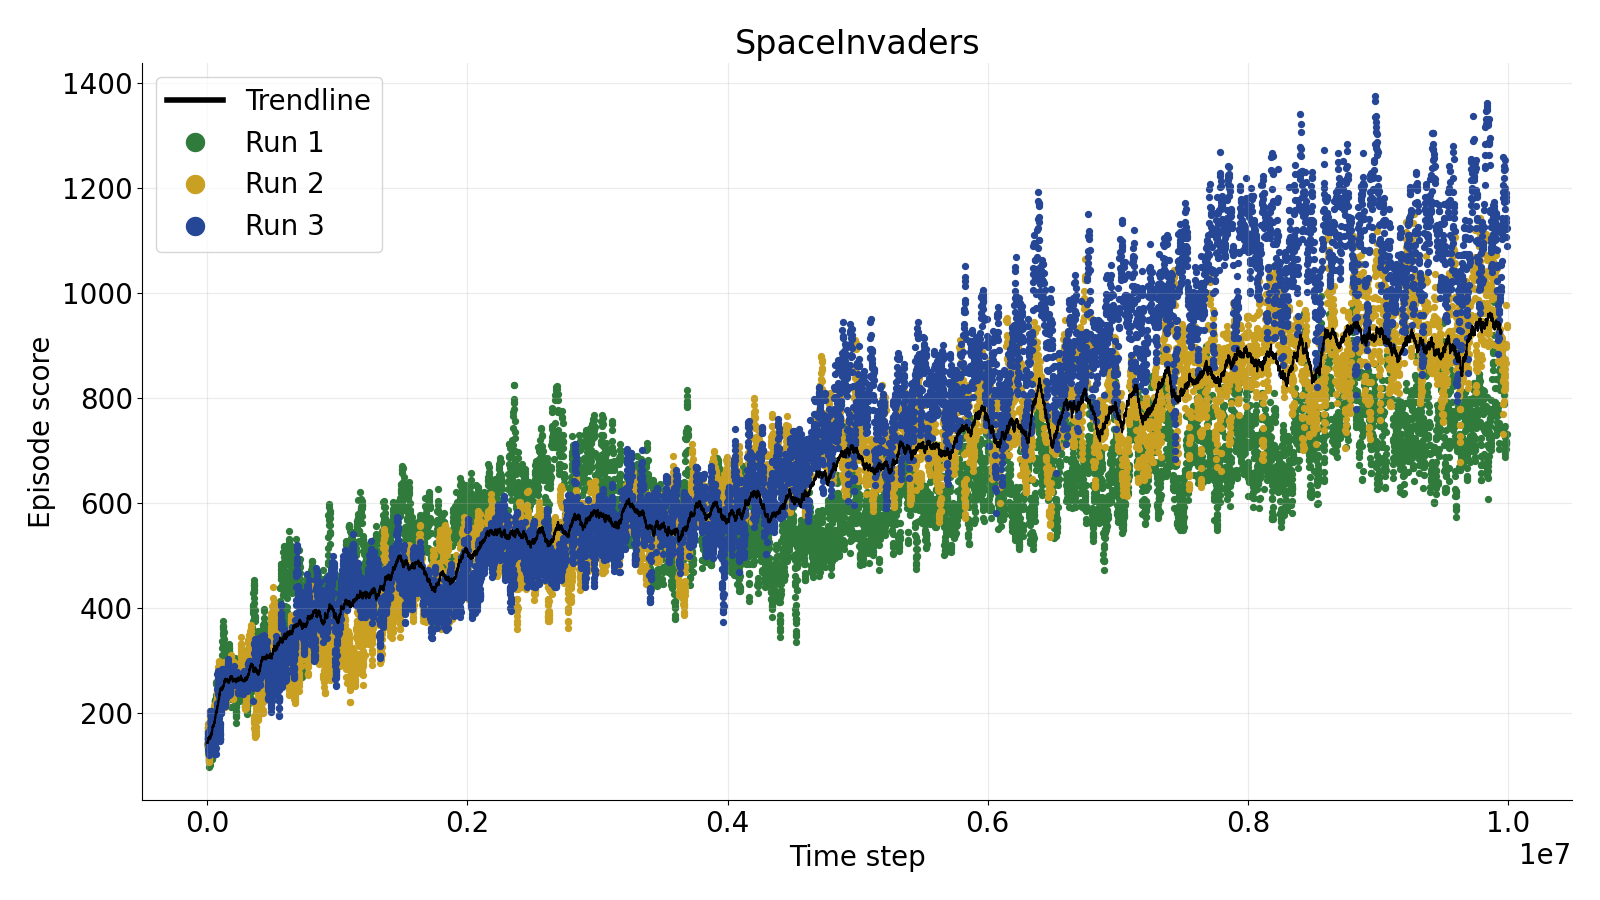 SpaceInvaders
1400
1200
1000
800
600
400
200
Episode score
Trendline
Run 1
Run 2
Run 3
0.0 0.2 0.4 0.6 0.8 1.0
1e7
Time step